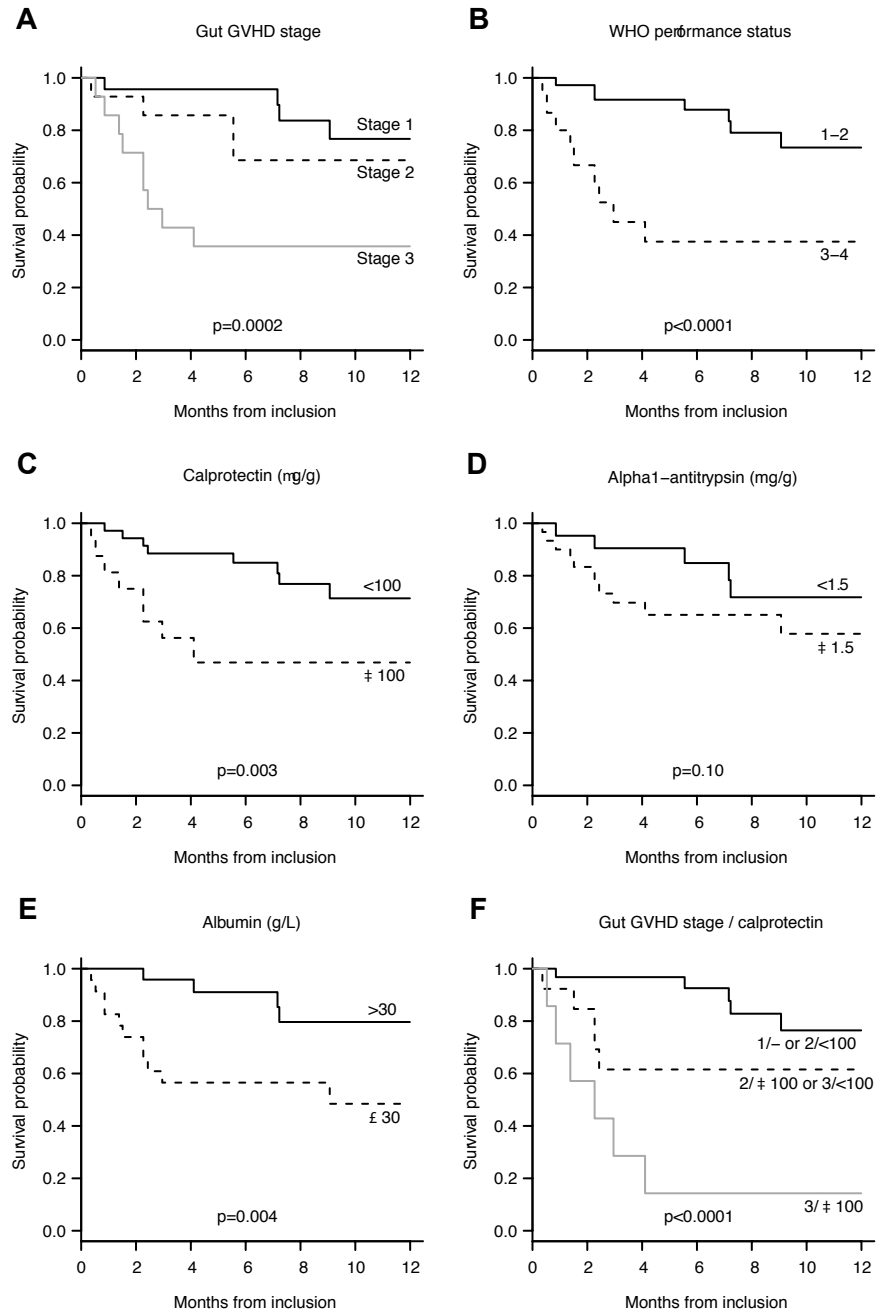 A
Gut GVHD stage
Survival probability
1.0
0.8
0.6
0.4
0.2
0.0
Stage 1
Stage 2
Stage 3
p=0.0002
0 2 4 6 8 10 12
Months from inclusion
B
WHO performance status
Survival probability
1.0
0.8
0.6
0.4
0.2
0.0
1−2
3−4
p<0.0001
0 2 4 6 8 10 12
Months from inclusion
C
Calprotectin (mg/g)
Survival probability
1.0
0.8
0.6
0.4
0.2
0.0
<100
‡ 100
p=0.003
0 2 4 6 8 10 12
Months from inclusion
D
Alpha1−antitrypsin (mg/g)
Survival probability
1.0
0.8
0.6
0.4
0.2
0.0
<1.5
‡ 1.5
p=0.10
0 2 4 6 8 10 12
Months from inclusion
E
Albumin (g/L)
Survival probability
1.0
0.8
0.6
0.4
0.2
0.0
>30
£ 30
p=0.004
0 2 4 6 8 10 12
Months from inclusion
F
Gut GVHD stage / calprotectin
Survival probability
1.0
0.8
0.6
0.4
0.2
0.0
1/− or 2/<100
2/ ‡ 100 or 3/<100
3/ ‡ 100
p<0.0001
0 2 4 6 8 10 12
Months from inclusion